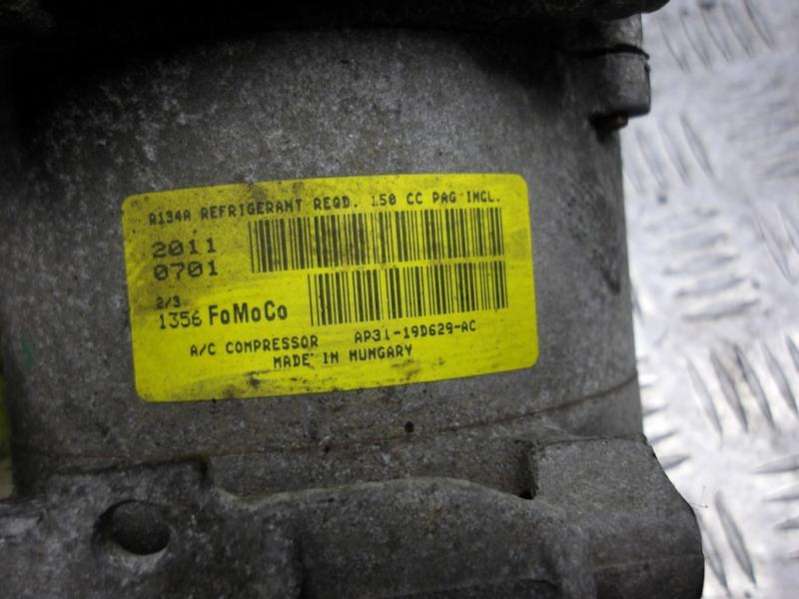 R134A REFRIGERANT REQD. 150 CC PAG INCL.
2011
0701
2/3
1356 FoMoCo
A/C COMPRESSOR AP31-19D629-AC
MADE IN HUNGARY